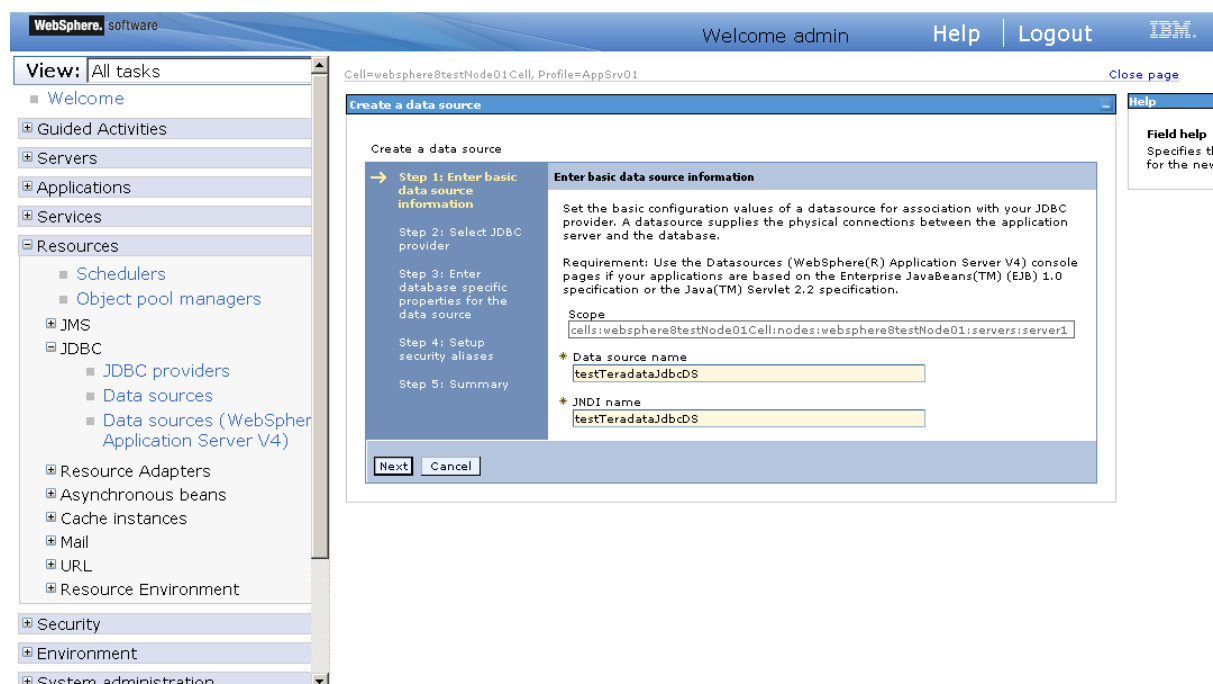 WebSphere. software
Welcome admin
Help
Logout
IBM.
View: All tasks
Welcome
Guided Activities
Servers
Applications
Services
Resources
Schedulers
Object pool managers
JMS
JDBC
JDBC providers
Data sources
Data sources (WebSpher
Application Server V4)
Resource Adapters
Asynchronous beans
Cache instances
Mail
URL
Resource Environment
Security
Environment
System administration
Cell=websphere8testNode01Cell, Profile=AppSrv01
Close page
Create a data source
Create a data source
Step 1: Enter basic
data source
information
Step 2: Select JDBC
provider
Step 3: Enter
database specific
properties for the
data source
Step 4: Setup
security aliases
Step 5: Summary
Enter basic data source information
Set the basic configuration values of a datasource for association with your JDBC
provider. A datasource supplies the physical connections between the application
server and the database.
Requirement: Use the Datasources (WebSphere(R) Application Server V4) console
pages if your applications are based on the Enterprise JavaBeans(TM) (EJB) 1.0
specification or the Java(TM) Servlet 2.2 specification.
Scope
cells:websphere8testNode01Cell:nodes:websphere8testNode01:servers:server1
* Data source name
testTeradataJdbcDS
* JNDI name
testTeradataJdbcDS
Next
Cancel
Help
Field help
Specifies t
for the nev